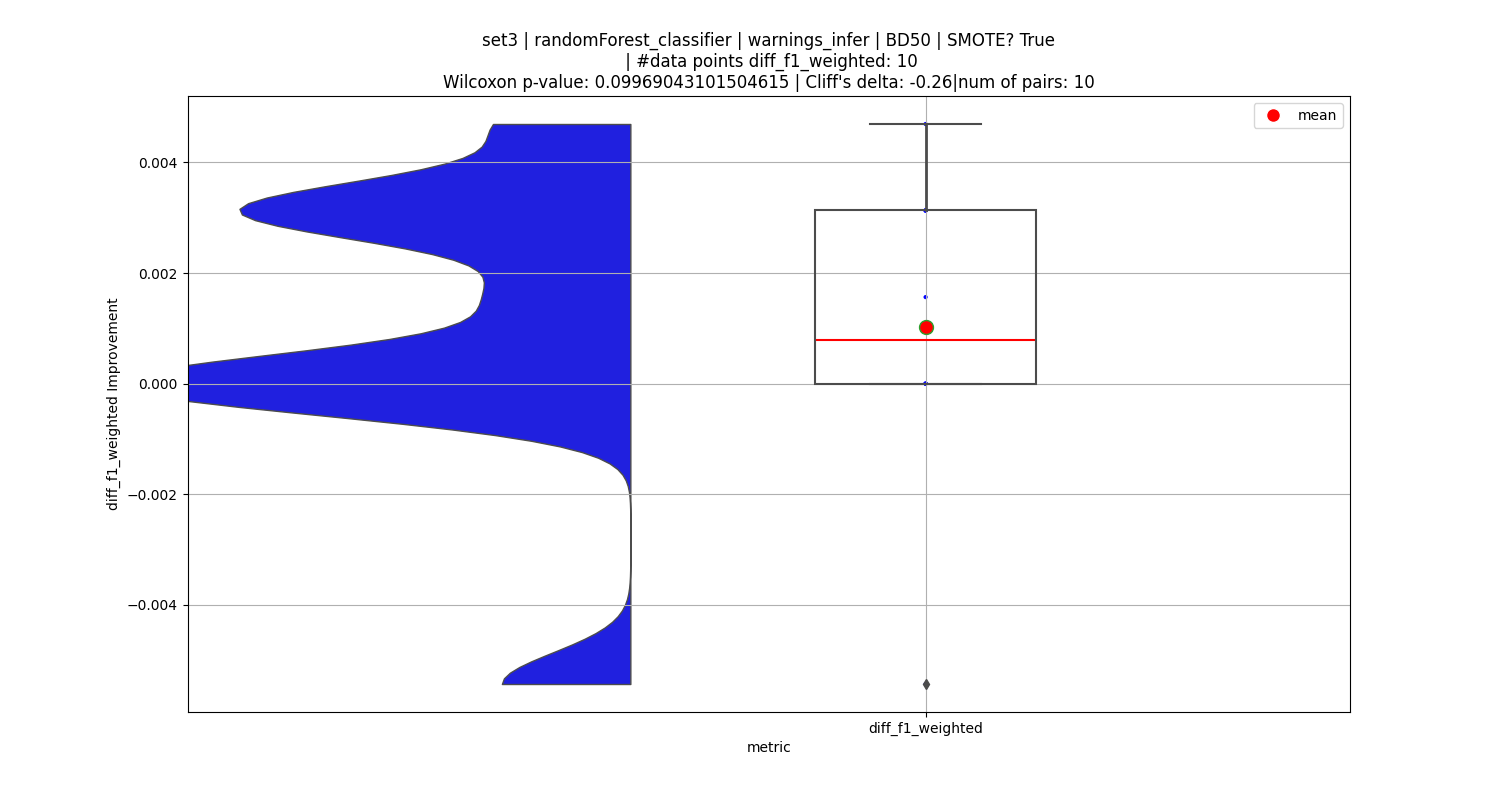 set3 | randomForest_classifier | warnings_infer | BD50 | SMOTE? True
| #data points diff_f1_weighted: 10
Wilcoxon p-value: 0.09969043101504615 | Cliff's delta: -0.26|num of pairs: 10
mean
0.004
0.002
0.000
−0.002
−0.004
diff_f1_weighted Improvement
diff_f1_weighted
metric